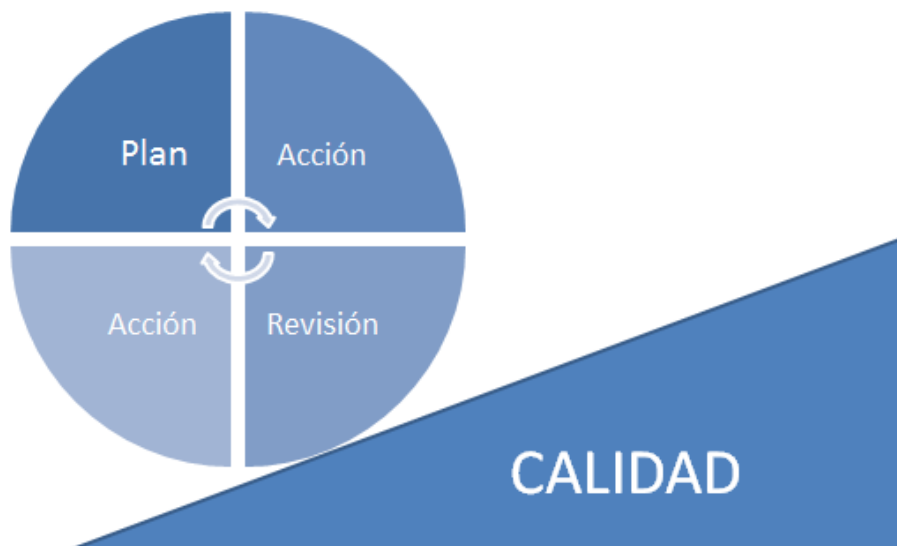 Plan
Acción
Acción
Revisión
CALIDAD